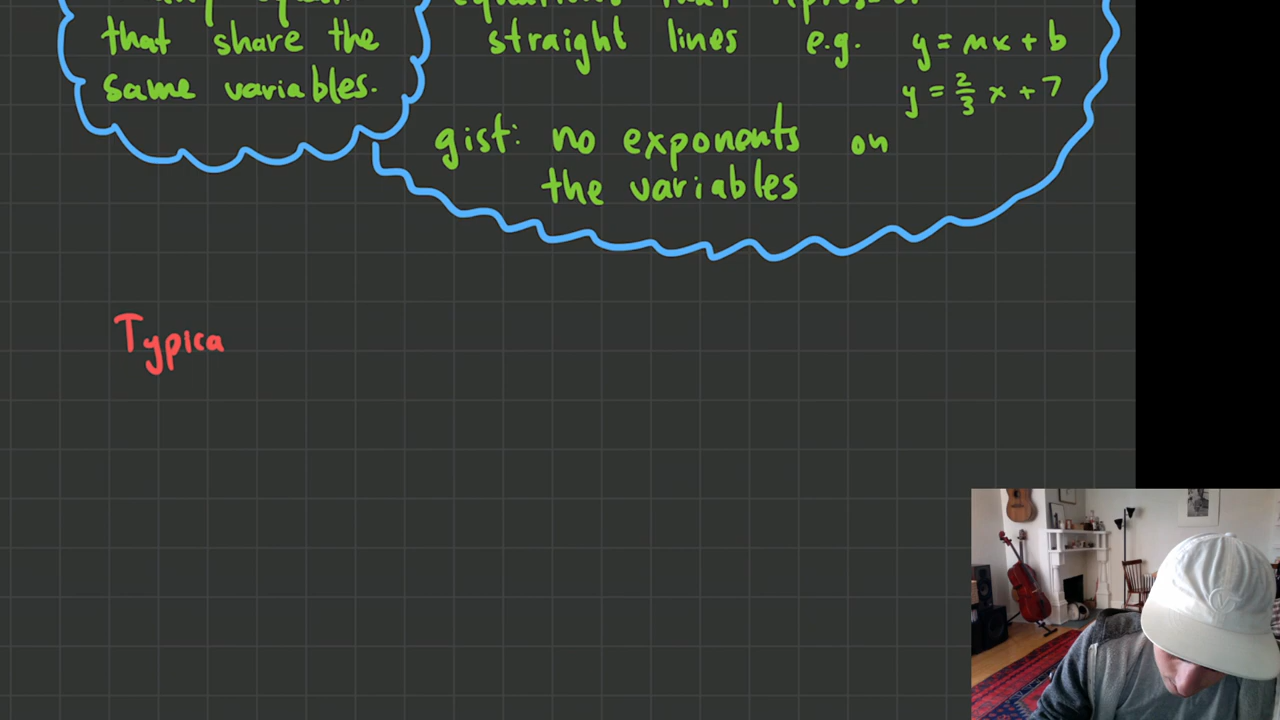 that share the
same variables.
straight lines e.g. y = mx + b
y = 2/3 x + 7
gist: no exponents on
the variables
Typica